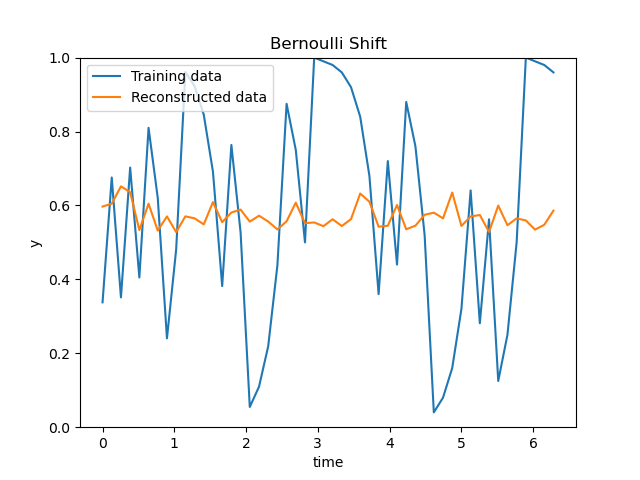 Bernoulli Shift
Training data
Reconstructed data
1.0
0.8
0.6
0.4
0.2
0.0
y
0 1 2 3 4 5 6
time